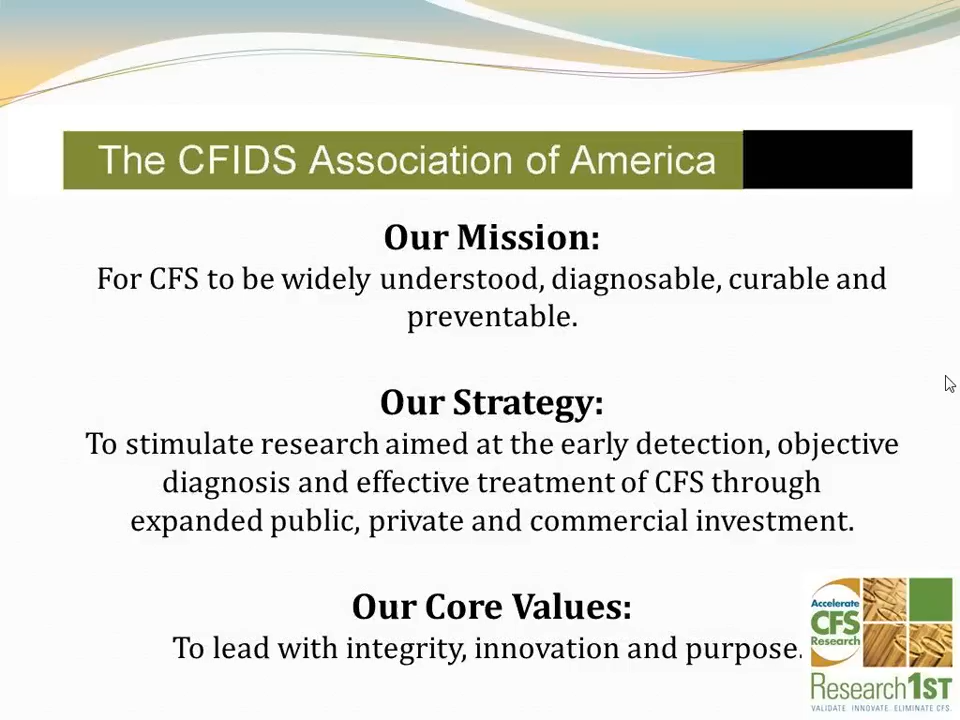 The CFIDS Association of America
Our Mission:
For CFS to be widely understood, diagnosable, curable and
preventable.
Our Strategy:
To stimulate research aimed at the early detection, objective
diagnosis and effective treatment of CFS through
expanded public, private and commercial investment.
Our Core Values:
To lead with integrity, innovation and purpose.
Accelerate
CFS
Research
Research1ST
VALIDATE. INNOVATE. ELIMINATE CFS.